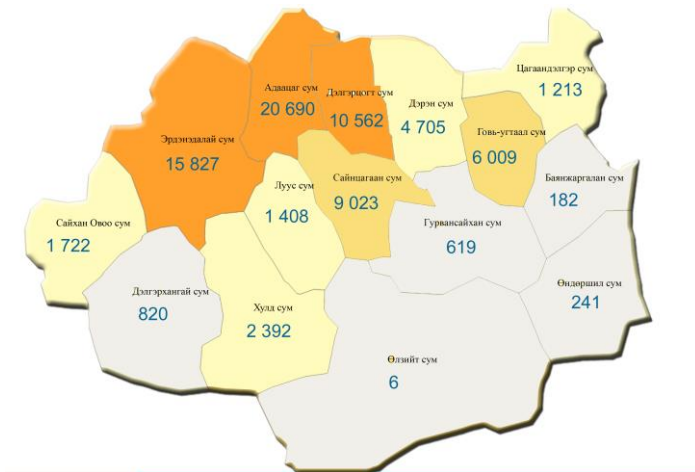 Цагаандэлгэр сум
1 213
Адаацаг сум
20 690
Дэлгэрцогт сум
10 562
Дэрэн сум
4 705
Говь-угтаал сум
6 009
Эрдэнэдалай сум
15 827
Сайнцагаан сум
9 023
Баянжаргалан сум
182
Луус сум
1 408
Сайхан Овоо сум
1 722
Гурвансайхан сум
619
Дэлгэрхангай сум
820
Өндөршил сум
241
Хулд сум
2 392
Өлзийт сум
6